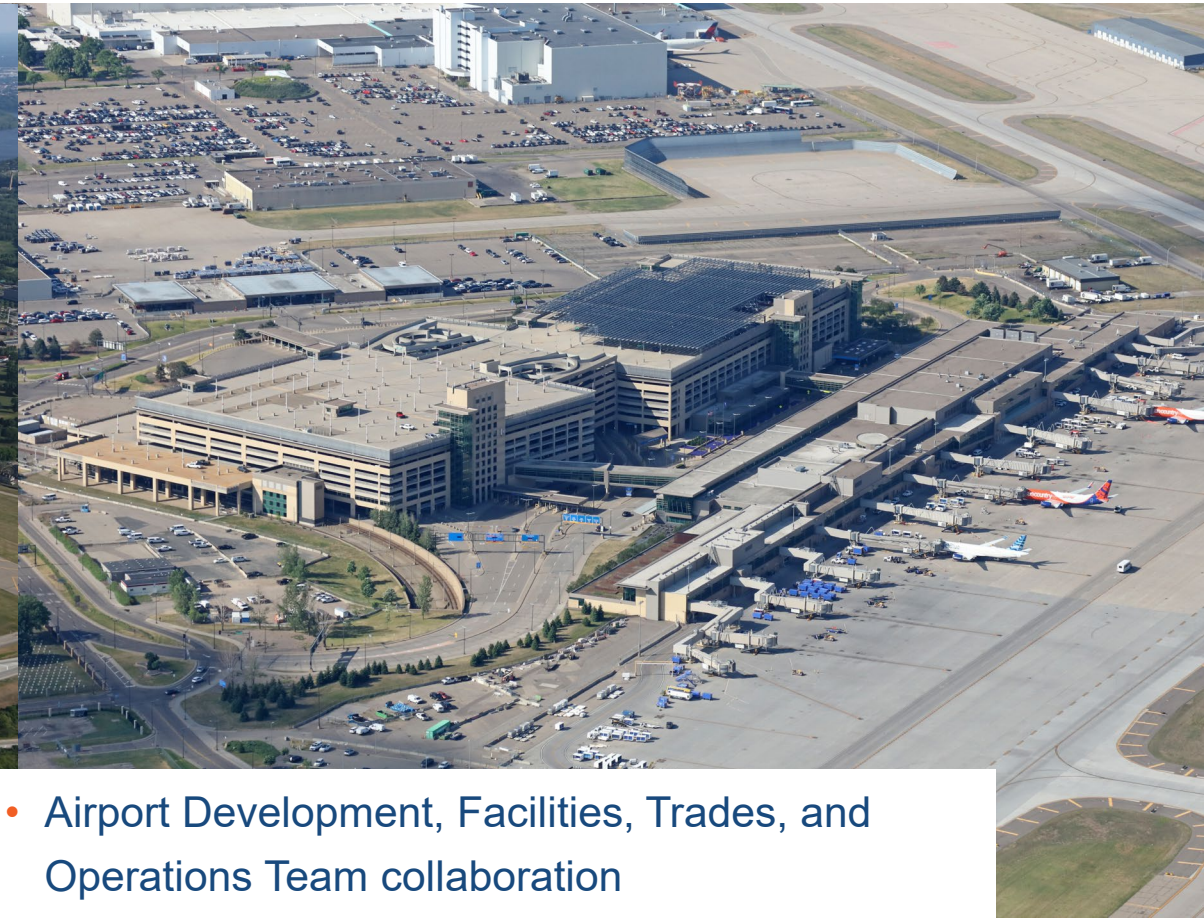 • Airport Development, Facilities, Trades, and
Operations Team collaboration